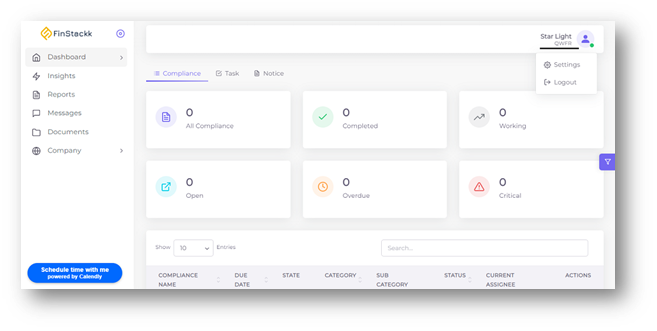 FinStackk
Star Light
QWFR
Dashboard
Insights
Reports
Messages
Documents
Company
Settings
Logout
Compliance Task Notice
0
All Compliance
0
Completed
0
Working
0
Open
0
Overdue
0
Critical
Show 10 Entries
Search...
COMPLIANCE NAME
DUE DATE
STATE
CATEGORY
SUB CATEGORY
STATUS
CURRENT ASSIGNEE
ACTIONS
Schedule time with me
powered by Calendly